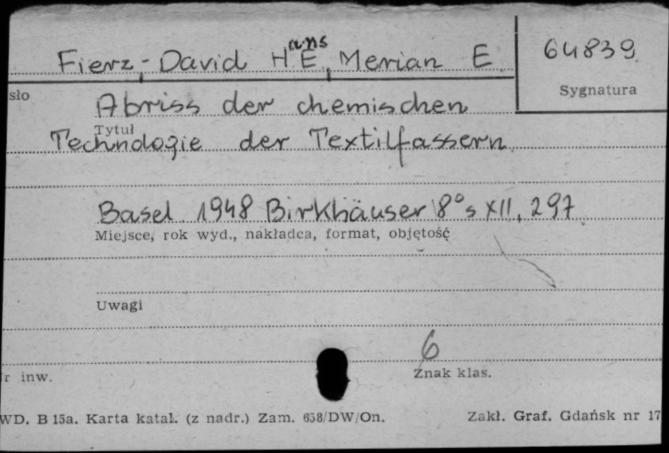 Fierz-David Hans E, Merian E. 64839
sło Sygnatura
Abriss der chemischen
Tytuł
Technologie der Textilfassern
Basel 1948 Birkhäuser 8° s XII, 297
Miejsce, rok wyd., nakładca, format, objętość
Uwagi
6
r inw. Znak klas.
WD. B 15a. Karta katal. (z nadr.) Zam. 658/DW/On. Zakł. Graf. Gdańsk nr 17